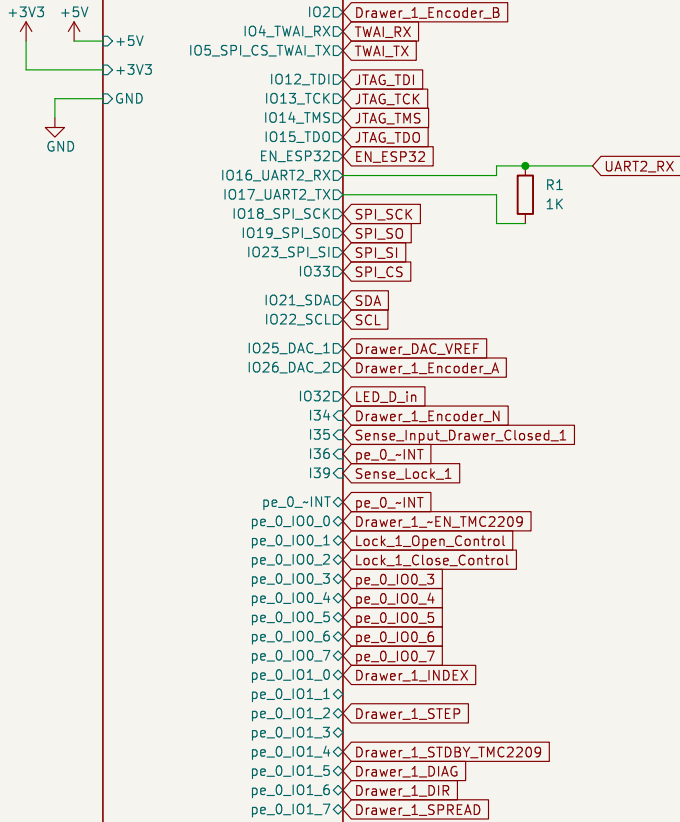 +3V3 +5V
+5V
+3V3
GND
GND
IO2 Drawer_1_Encoder_B
IO4_TWAI_RX TWAI_RX
IO5_SPI_CS_TWAI_TX TWAI_TX
IO12_TDI JTAG_TDI
IO13_TCK JTAG_TCK
IO14_TMS JTAG_TMS
IO15_TDO JTAG_TDO
EN_ESP32 EN_ESP32
IO16_UART2_RX UART2_RX
IO17_UART2_TX
R1
1K
IO18_SPI_SCK SPI_SCK
IO19_SPI_SO SPI_SO
IO23_SPI_SI SPI_SI
IO33 SPI_CS
IO21_SDA SDA
IO22_SCL SCL
IO25_DAC_1 Drawer_DAC_VREF
IO26_DAC_2 Drawer_1_Encoder_A
IO32 LED_D_in
I34 Drawer_1_Encoder_N
I35 Sense_Input_Drawer_Closed_1
I36 pe_0_~INT
I39 Sense_Lock_1
pe_0_~INT pe_0_~INT
pe_0_IO0_0 Drawer_1_~EN_TMC2209
pe_0_IO0_1 Lock_1_Open_Control
pe_0_IO0_2 Lock_1_Close_Control
pe_0_IO0_3 pe_0_IO0_3
pe_0_IO0_4 pe_0_IO0_4
pe_0_IO0_5 pe_0_IO0_5
pe_0_IO0_6 pe_0_IO0_6
pe_0_IO0_7 pe_0_IO0_7
pe_0_IO1_0 Drawer_1_INDEX
pe_0_IO1_1
pe_0_IO1_2 Drawer_1_STEP
pe_0_IO1_3
pe_0_IO1_4 Drawer_1_STDBY_TMC2209
pe_0_IO1_5 Drawer_1_DIAG
pe_0_IO1_6 Drawer_1_DIR
pe_0_IO1_7 Drawer_1_SPREAD